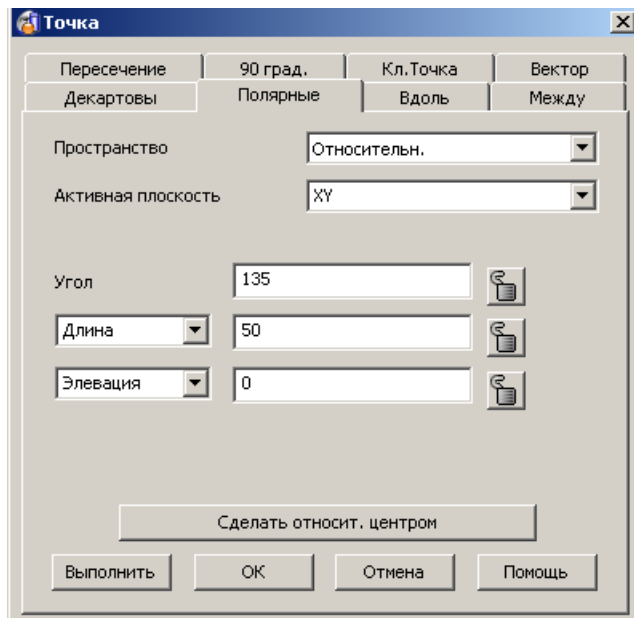 Точка
Пересечение 90 град. Кл.Точка Вектор
Декартовы Полярные Вдоль Между
Пространство Относительн.
Активная плоскость XY
Угол 135
Длина 50
Элевация 0
Сделать относит. центром
Выполнить ОК Отмена Помощь